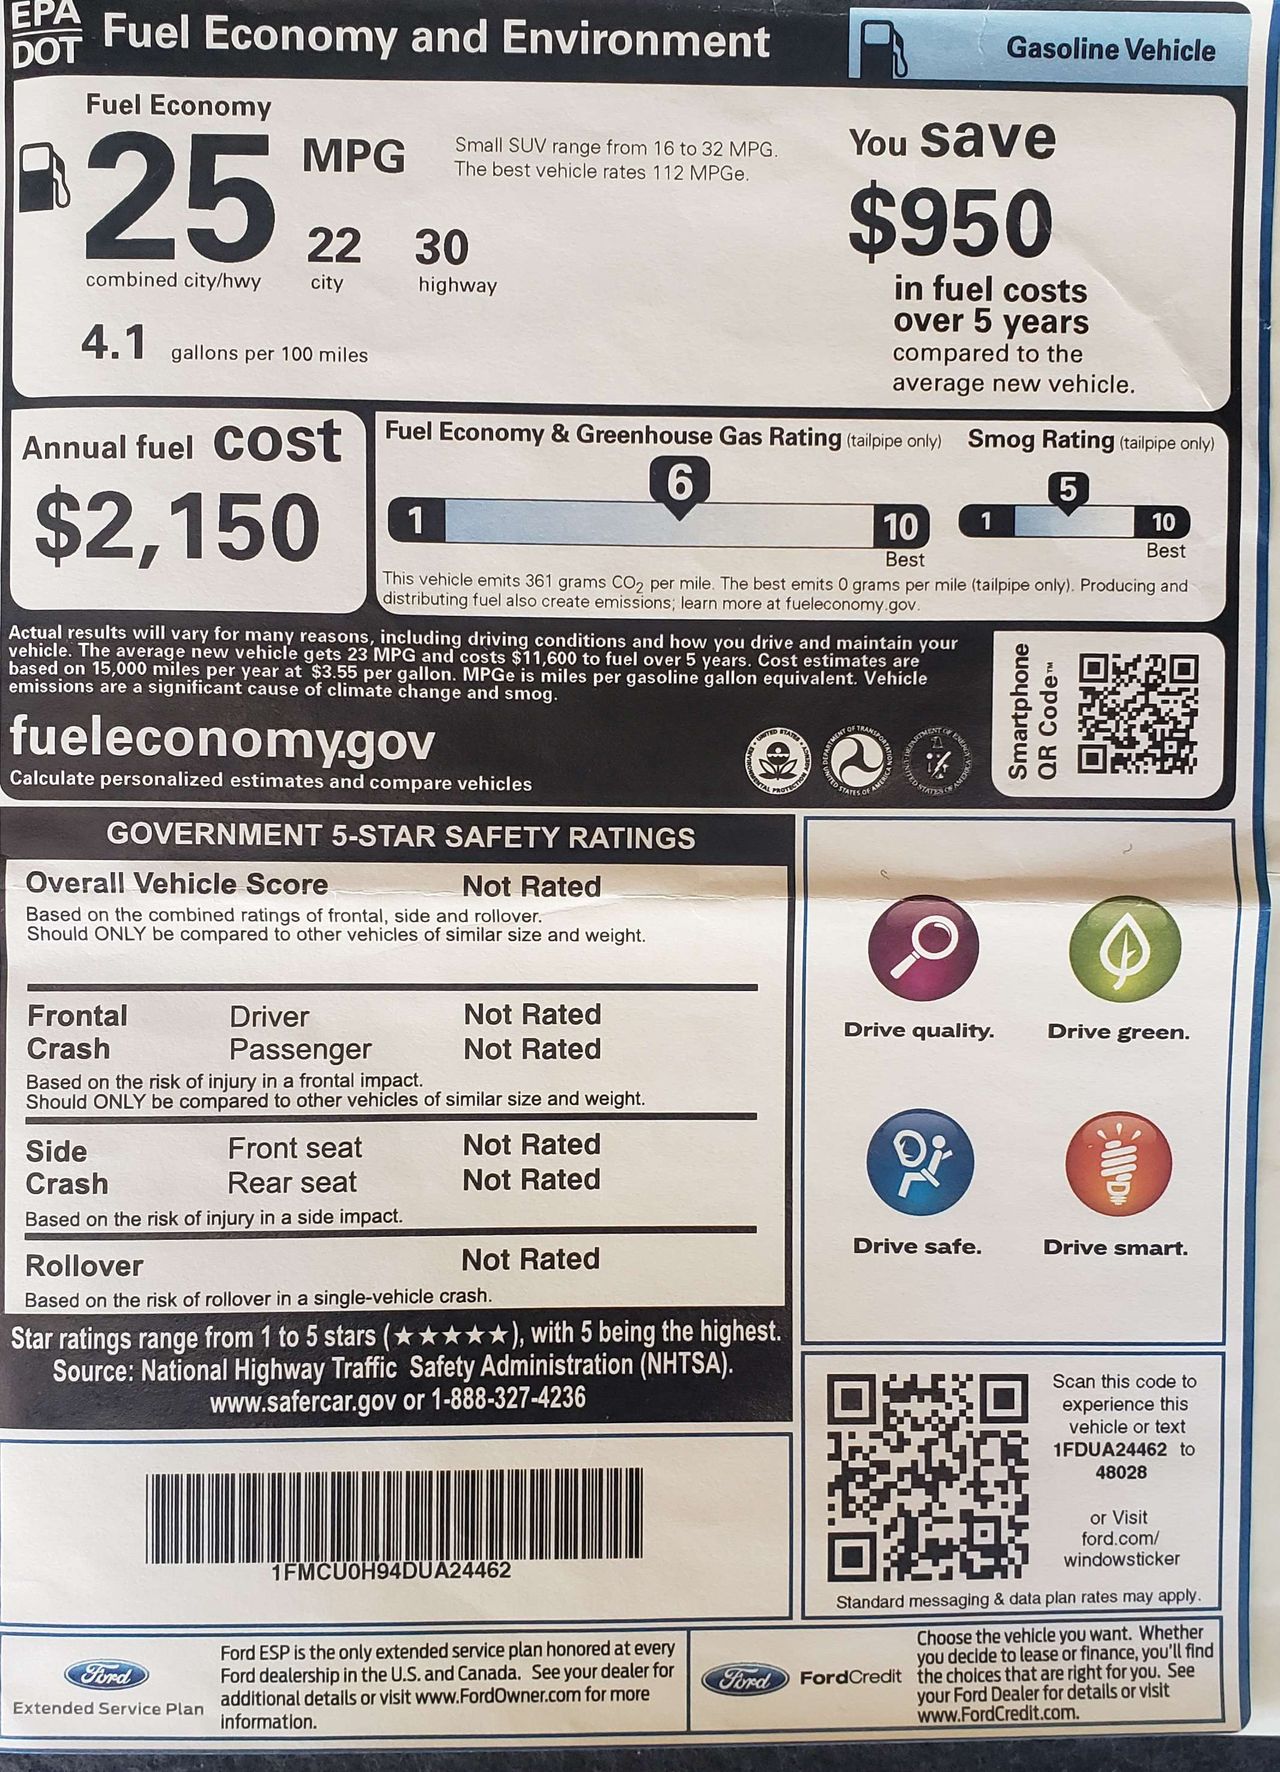 EPA
DOT
Fuel Economy and Environment
Gasoline Vehicle
Fuel Economy
25
MPG
Small SUV range from 16 to 32 MPG.
The best vehicle rates 112 MPGe.
22
30
combined city/hwy
city
highway
4.1 gallons per 100 miles
You save
$950
in fuel costs
over 5 years
compared to the
average new vehicle.
Annual fuel cost
$2,150
Fuel Economy & Greenhouse Gas Rating (tailpipe only)
6
1
10
Best
Smog Rating (tailpipe only)
5
1
10
Best
This vehicle emits 361 grams CO2 per mile. The best emits 0 grams per mile (tailpipe only). Producing and
distributing fuel also create emissions; learn more at fueleconomy.gov.
Actual results will vary for many reasons, including driving conditions and how you drive and maintain your
vehicle. The average new vehicle gets 23 MPG and costs $11,600 to fuel over 5 years. Cost estimates are
based on 15,000 miles per year at $3.55 per gallon. MPGe is miles per gasoline gallon equivalent. Vehicle
emissions are a significant cause of climate change and smog.
fueleconomy.gov
Calculate personalized estimates and compare vehicles
Smartphone
QR Code™
GOVERNMENT 5-STAR SAFETY RATINGS
Overall Vehicle Score Not Rated
Based on the combined ratings of frontal, side and rollover.
Should ONLY be compared to other vehicles of similar size and weight.
Frontal Driver Not Rated
Crash Passenger Not Rated
Based on the risk of injury in a frontal impact.
Should ONLY be compared to other vehicles of similar size and weight.
Side Front seat Not Rated
Crash Rear seat Not Rated
Based on the risk of injury in a side impact.
Rollover Not Rated
Based on the risk of rollover in a single-vehicle crash.
Star ratings range from 1 to 5 stars (★★★★★), with 5 being the highest.
Source: National Highway Traffic Safety Administration (NHTSA).
www.safercar.gov or 1-888-327-4236
Drive quality.
Drive green.
Drive safe.
Drive smart.
1FMCU0H94DUA24462
Scan this code to
experience this
vehicle or text
1FDUA24462 to
48028
or Visit
ford.com/
windowsticker
Standard messaging & data plan rates may apply.
Ford
Extended Service Plan
Ford ESP is the only extended service plan honored at every
Ford dealership in the U.S. and Canada. See your dealer for
additional details or visit www.FordOwner.com for more
information.
Ford
FordCredit
Choose the vehicle you want. Whether
you decide to lease or finance, you'll find
the choices that are right for you. See
your Ford Dealer for details or visit
www.FordCredit.com.